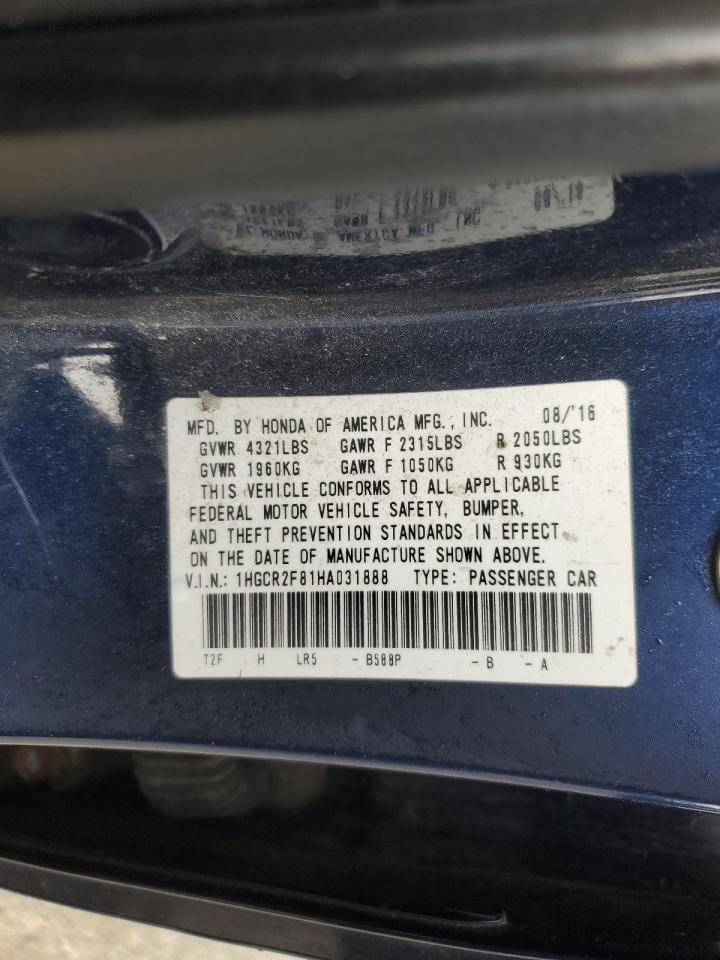 MFD. BY HONDA OF AMERICA MFG., INC. 08/'16
GVWR 4321LBS GAWR F 2315LBS R 2050LBS
GVWR 1960KG GAWR F 1050KG R 930KG
THIS VEHICLE CONFORMS TO ALL APPLICABLE
FEDERAL MOTOR VEHICLE SAFETY, BUMPER,
AND THEFT PREVENTION STANDARDS IN EFFECT
ON THE DATE OF MANUFACTURE SHOWN ABOVE.
V.I.N.: 1HGCR2F81HA031888 TYPE: PASSENGER CAR
T2F H LR5 - B588P - B - A